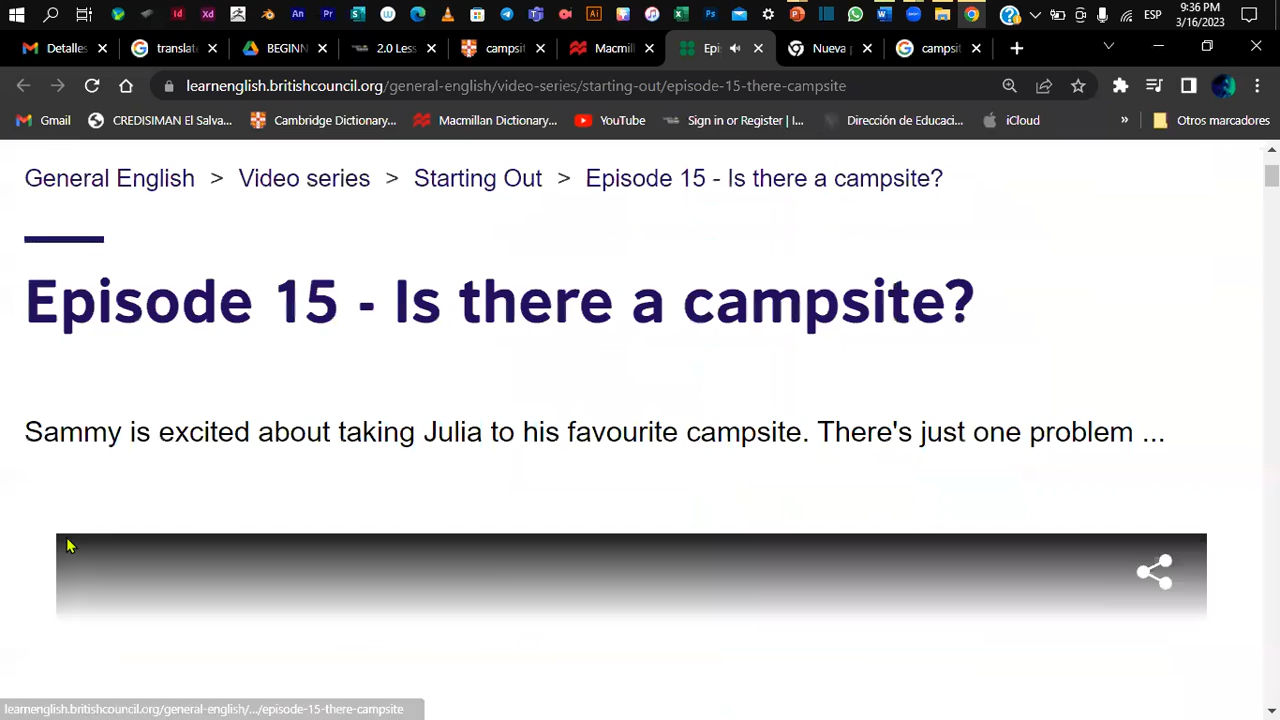 3:36 PM
ESP
3/16/2023
Detalles
translate
BEGINN
2.0 Less
campsit
Macmill
Epi
Nueva p
campsit
learnenglish.britishcouncil.org/general-english/video-series/starting-out/episode-15-there-campsite
Gmail
CREDISIMAN El Salva...
Cambridge Dictionary...
Macmillan Dictionary...
YouTube
Sign in or Register | I...
Dirección de Educaci...
iCloud
»
Otros marcadores
General English > Video series > Starting Out > Episode 15 - Is there a campsite?
Episode 15 - Is there a campsite?
Sammy is excited about taking Julia to his favourite campsite. There's just one problem ...
learnenglish.britishcouncil.org/general-english/.../episode-15-there-campsite